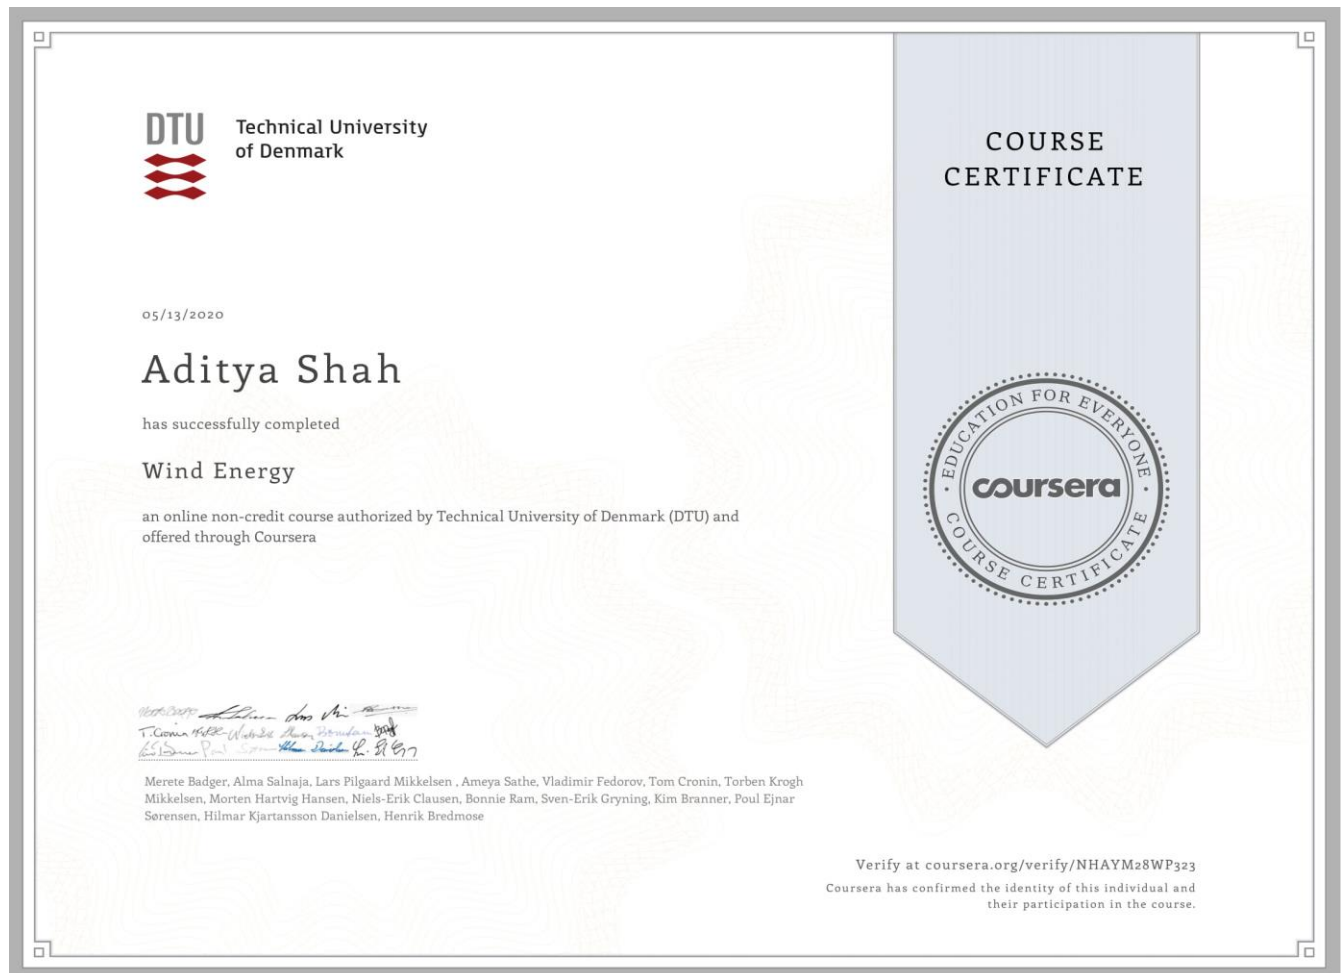 DTU
Technical University
of Denmark
COURSE
CERTIFICATE
05/13/2020
Aditya Shah
has successfully completed
Wind Energy
an online non-credit course authorized by Technical University of Denmark (DTU) and
offered through Coursera
EDUCATION FOR EVERYONE
coursera
COURSE CERTIFICATE
T. Cronin
Merete Badger, Alma Salnaja, Lars Pilgaard Mikkelsen , Ameya Sathe, Vladimir Fedorov, Tom Cronin, Torben Krogh
Mikkelsen, Morten Hartvig Hansen, Niels-Erik Clausen, Bonnie Ram, Sven-Erik Gryning, Kim Branner, Poul Ejnar
Sørensen, Hilmar Kjartansson Danielsen, Henrik Bredmose
Verify at coursera.org/verify/NHAYM28WP323
Coursera has confirmed the identity of this individual and
their participation in the course.